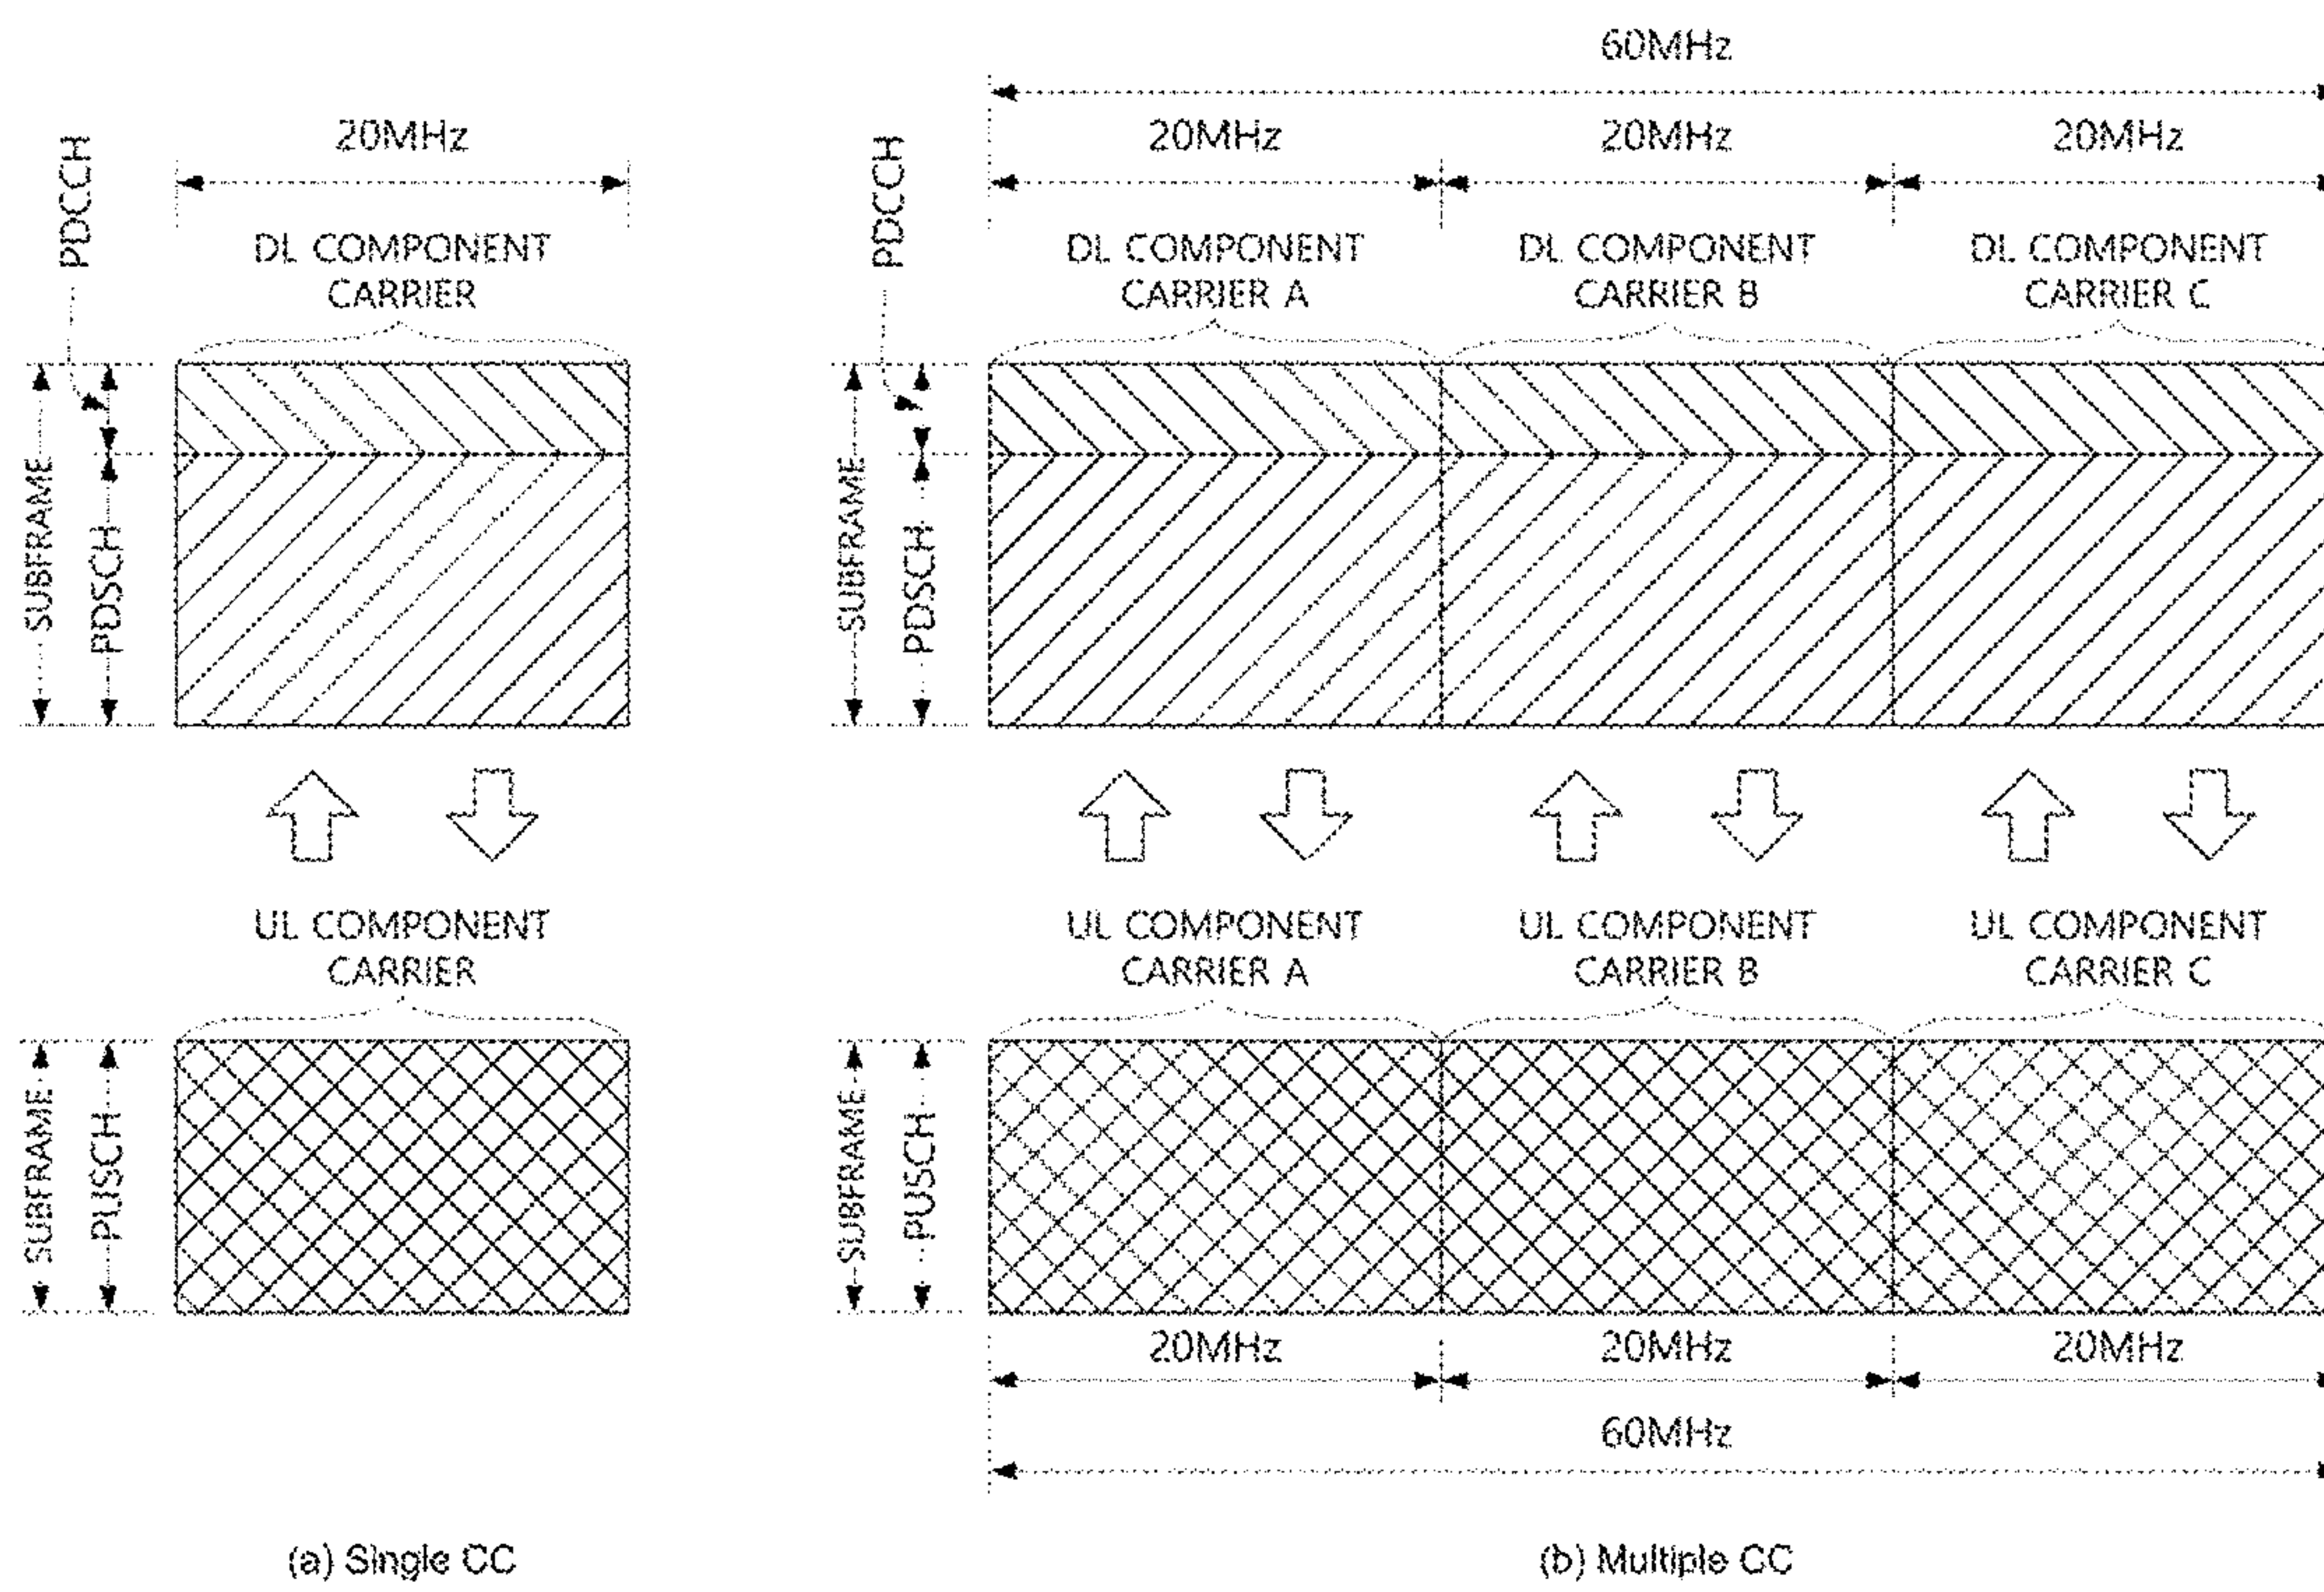 60MHz
20MHz
20MHz
20MHz
20MHz
PDCCH
PDCCH
DL COMPONENT
CARRIER
DL COMPONENT
CARRIER A
DL COMPONENT
CARRIER B
DL COMPONENT
CARRIER C
SUBFRAME
PDSCH
SUBFRAME
PDSCH
UL COMPONENT
CARRIER
UL COMPONENT
CARRIER A
UL COMPONENT
CARRIER B
UL COMPONENT
CARRIER C
SUBFRAME
PUSCH
SUBFRAME
PUSCH
20MHz
20MHz
20MHz
60MHz
(a) Single CC
(b) Multiple CC